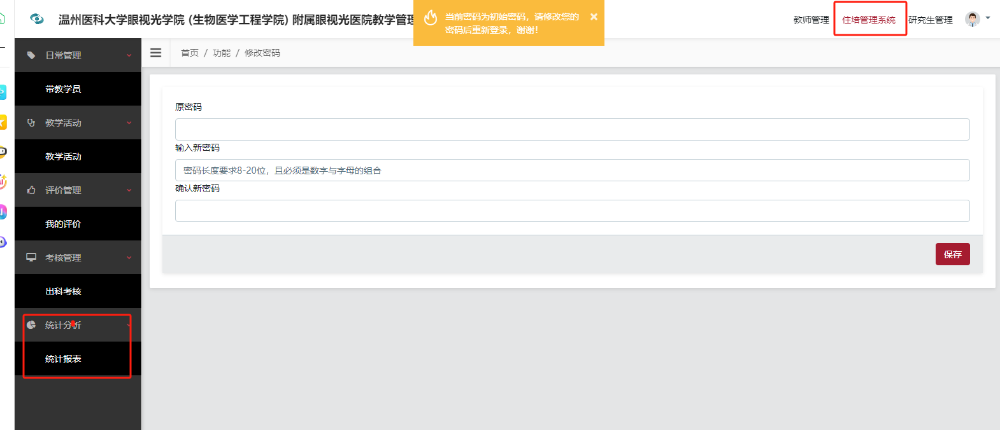 温州医科大学眼视光学院 (生物医学工程学院) 附属眼视光医院教学管理
当前密码为初始密码，请修改您的
密码后重新登录，谢谢！
教师管理
住培管理系统
研究生管理
日常管理
带教学员
教学活动
教学活动
评价管理
我的评价
考核管理
出科考核
统计分析
统计报表
首页 / 功能 / 修改密码
原密码
输入新密码
密码长度要求8-20位，且必须是数字与字母的组合
确认新密码
保存